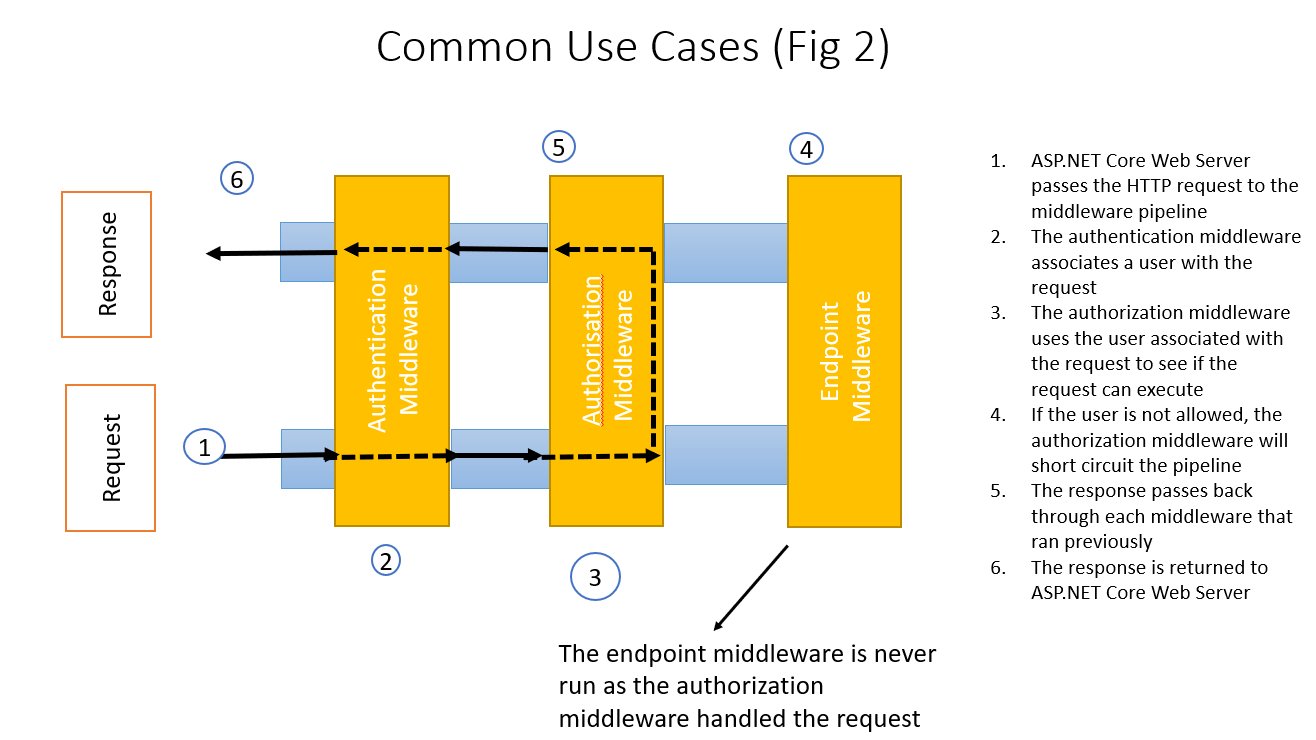 Common Use Cases (Fig 2)
5
4
6
Response
Authentication
Middleware
Authorisation
Middleware
Endpoint
Middleware
Request
1
2
3
The endpoint middleware is never
run as the authorization
middleware handled the request
1. ASP.NET Core Web Server
passes the HTTP request to the
middleware pipeline
2. The authentication middleware
associates a user with the
request
3. The authorization middleware
uses the user associated with
the request to see if the
request can execute
4. If the user is not allowed, the
authorization middleware will
short circuit the pipeline
5. The response passes back
through each middleware that
ran previously
6. The response is returned to
ASP.NET Core Web Server